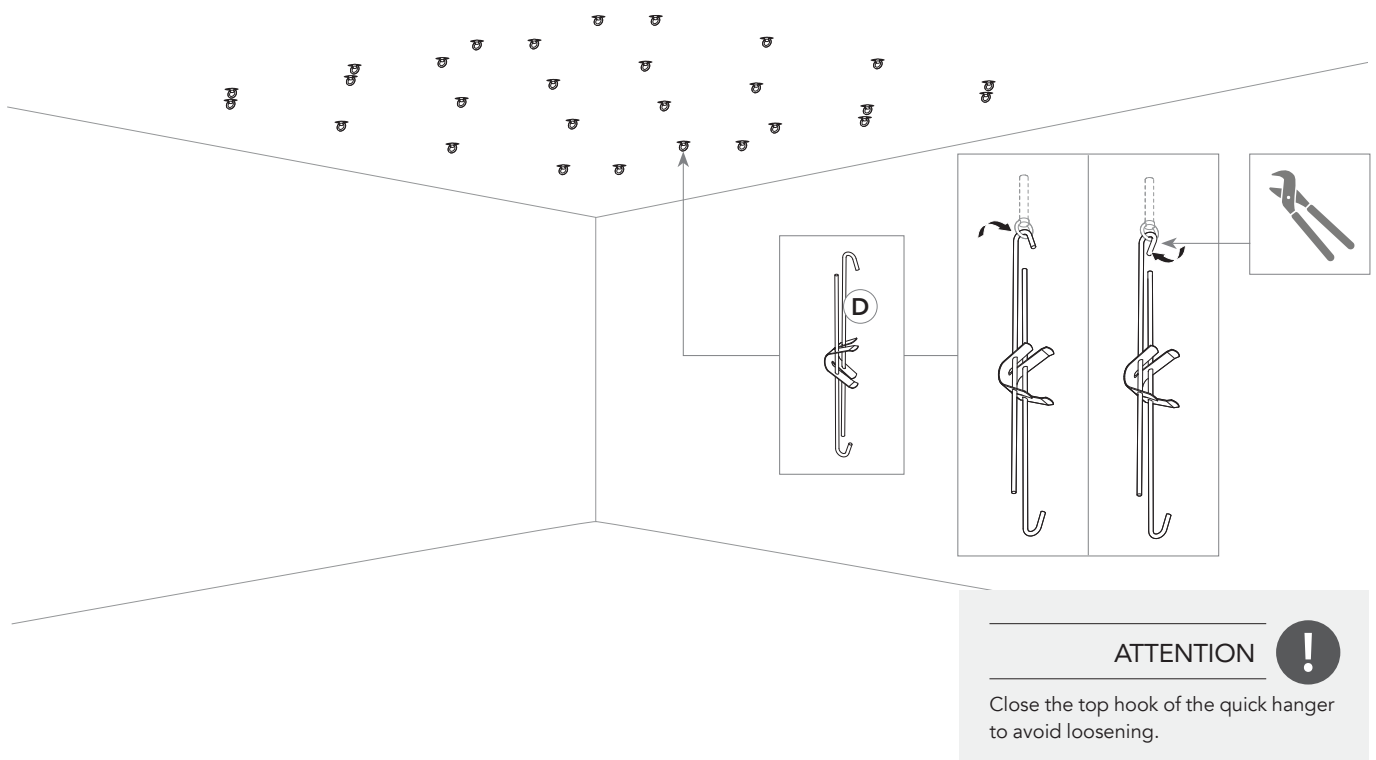 D
ATTENTION
!
Close the top hook of the quick hanger
to avoid loosening.